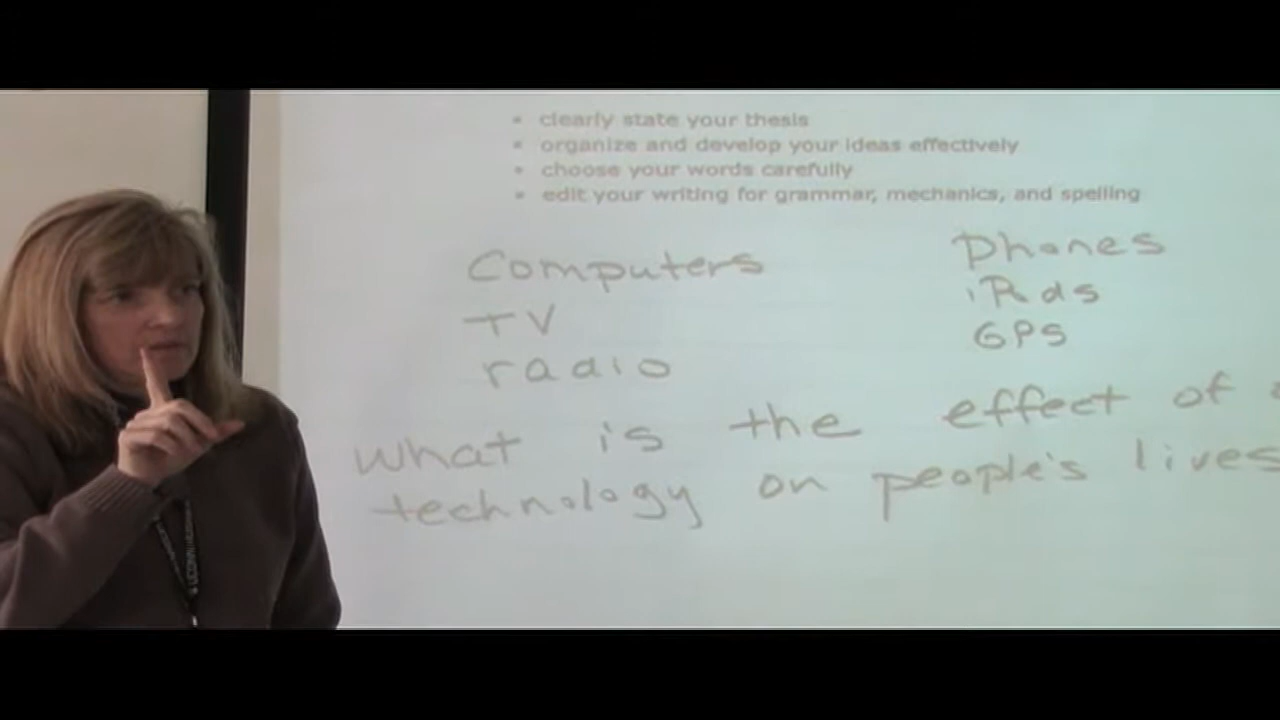 clearly state your thesis
organize and develop your ideas effectively
choose your words carefully
edit your writing for grammar, mechanics, and spelling
Computers
TV
radio
Phones
iPods
GPS
what is the effect of
technology on people's lives